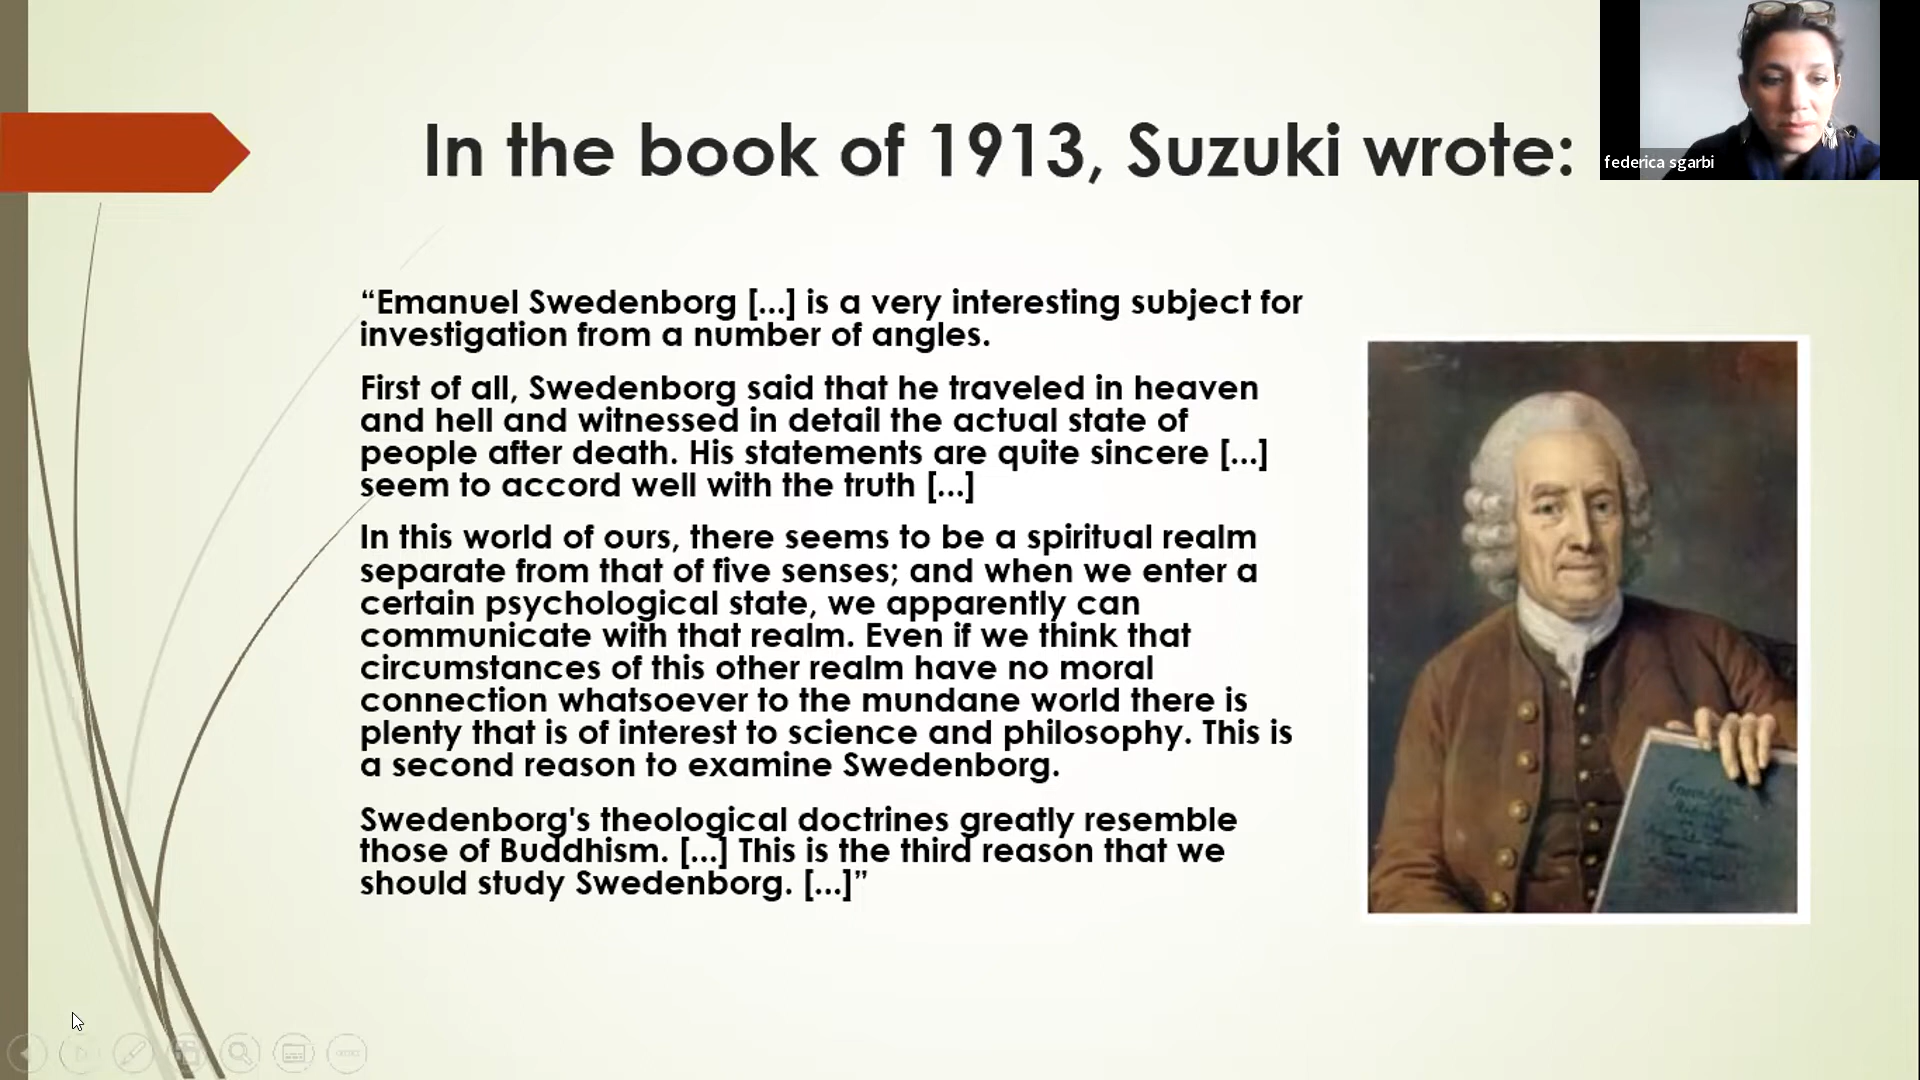 In the book of 1913, Suzuki wrote:
federica sgarbi
“Emanuel Swedenborg [...] is a very interesting subject for
investigation from a number of angles.
First of all, Swedenborg said that he traveled in heaven
and hell and witnessed in detail the actual state of
people after death. His statements are quite sincere [...]
seem to accord well with the truth [...]
In this world of ours, there seems to be a spiritual realm
separate from that of five senses; and when we enter a
certain psychological state, we apparently can
communicate with that realm. Even if we think that
circumstances of this other realm have no moral
connection whatsoever to the mundane world there is
plenty that is of interest to science and philosophy. This is
a second reason to examine Swedenborg.
Swedenborg's theological doctrines greatly resemble
those of Buddhism. [...] This is the third reason that we
should study Swedenborg. [...]”